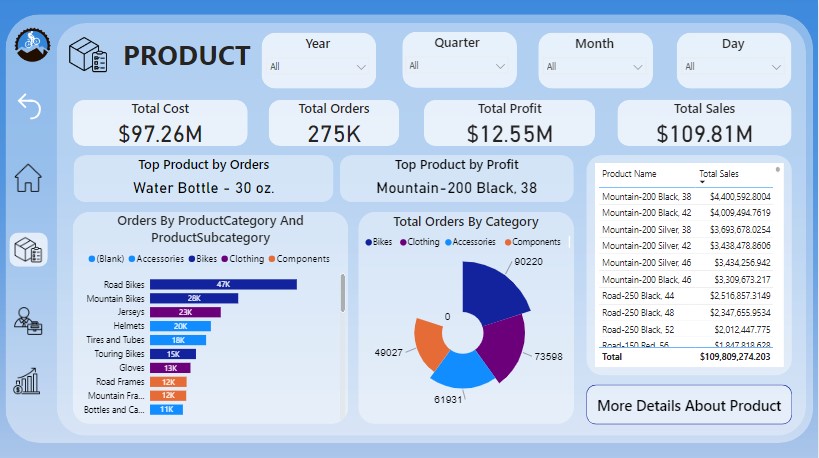 PRODUCT
Year
All
Quarter
All
Month
All
Day
All
Total Cost
$97.26M
Total Orders
275K
Total Profit
$12.55M
Total Sales
$109.81M
Top Product by Orders
Water Bottle - 30 oz.
Top Product by Profit
Mountain-200 Black, 38
Orders By ProductCategory And
ProductSubcategory
(Blank) Accessories Bikes Clothing Components
Road Bikes 47K
Mountain Bikes 28K
Jerseys 23K
Helmets 20K
Tires and Tubes 18K
Touring Bikes 15K
Gloves 13K
Road Frames 12K
Mountain Fra... 12K
Bottles and Ca... 11K
Total Orders By Category
Bikes Clothing Accessories Components
90220
0
49027
73598
61931
Product Name Total Sales
Mountain-200 Black, 38 $4,400,592.8004
Mountain-200 Black, 42 $4,009,494.7619
Mountain-200 Silver, 38 $3,693,678.0254
Mountain-200 Silver, 42 $3,438,478.8606
Mountain-200 Silver, 46 $3,434,256.942
Mountain-200 Black, 46 $3,309,673.217
Road-250 Black, 44 $2,516,857.3149
Road-250 Black, 48 $2,347,655.9534
Road-250 Black, 52 $2,012,447.775
Road-150 Red, 56 $1,847,818.628
Total $109,809,274.203
More Details About Product